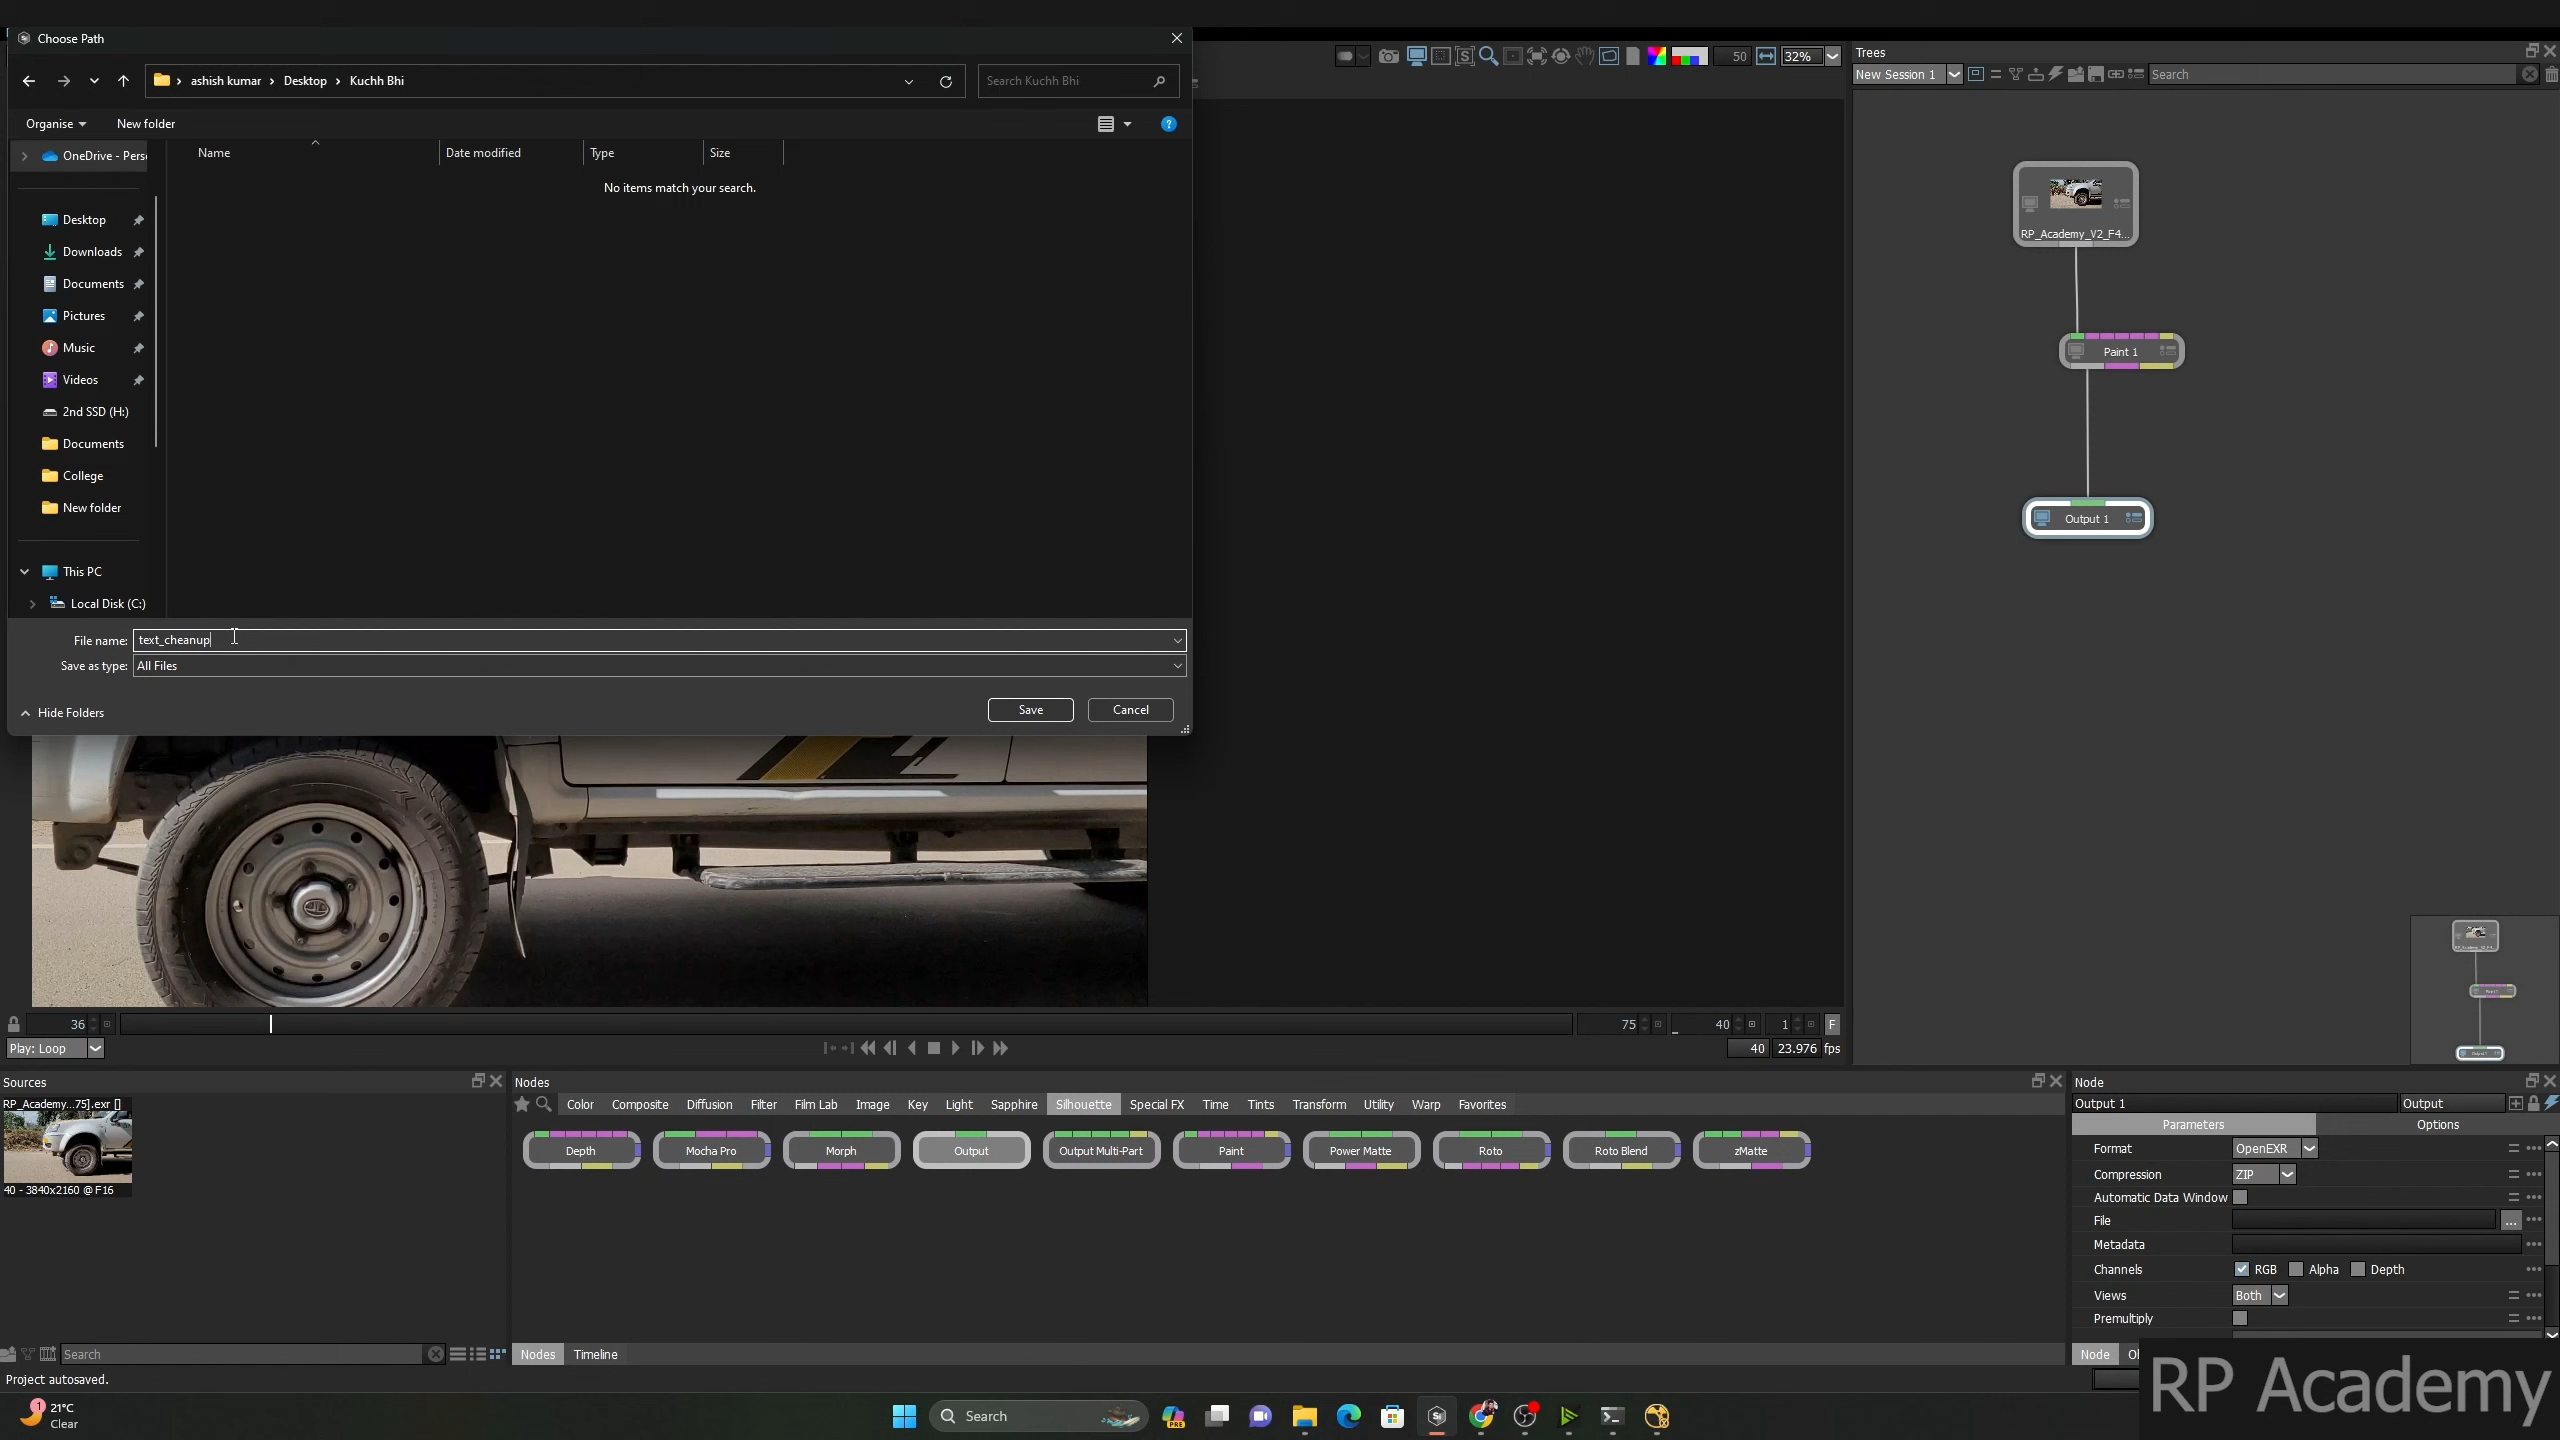 Choose Path
ashish kumar > Desktop > Kuchh Bhi
Search Kuchh Bhi
Organise
New folder
OneDrive - Pers
Name
Date modified
Type
Size
No items match your search.
Desktop
Downloads
Documents
Pictures
Music
Videos
2nd SSD (H:)
Documents
College
New folder
This PC
Local Disk (C:)
File name: text_cheanup
Save as type: All Files
Hide Folders
Save
Cancel
50
32%
Trees
New Session 1
Search
RP_Academy_V2_F4...
Paint 1
Output 1
36
75
40
1
F
Play: Loop
40
23.976 fps
Sources
RP_Academy...75].exr []
40 - 3840x2160 @ F16
Search
Project autosaved.
Nodes
Color
Composite
Diffusion
Filter
Film Lab
Image
Key
Light
Sapphire
Silhouette
Special FX
Time
Tints
Transform
Utility
Warp
Favorites
Depth
Mocha Pro
Morph
Output
Output Multi-Part
Paint
Power Matte
Roto
Roto Blend
zMatte
Nodes
Timeline
Node
Output 1
Output
Parameters
Options
Format OpenEXR
Compression ZIP
Automatic Data Window
File ...
Metadata
Channels RGB Alpha Depth
Views Both
Premultiply
Node
RP Academy
1
21°C
Clear
Search
PRE